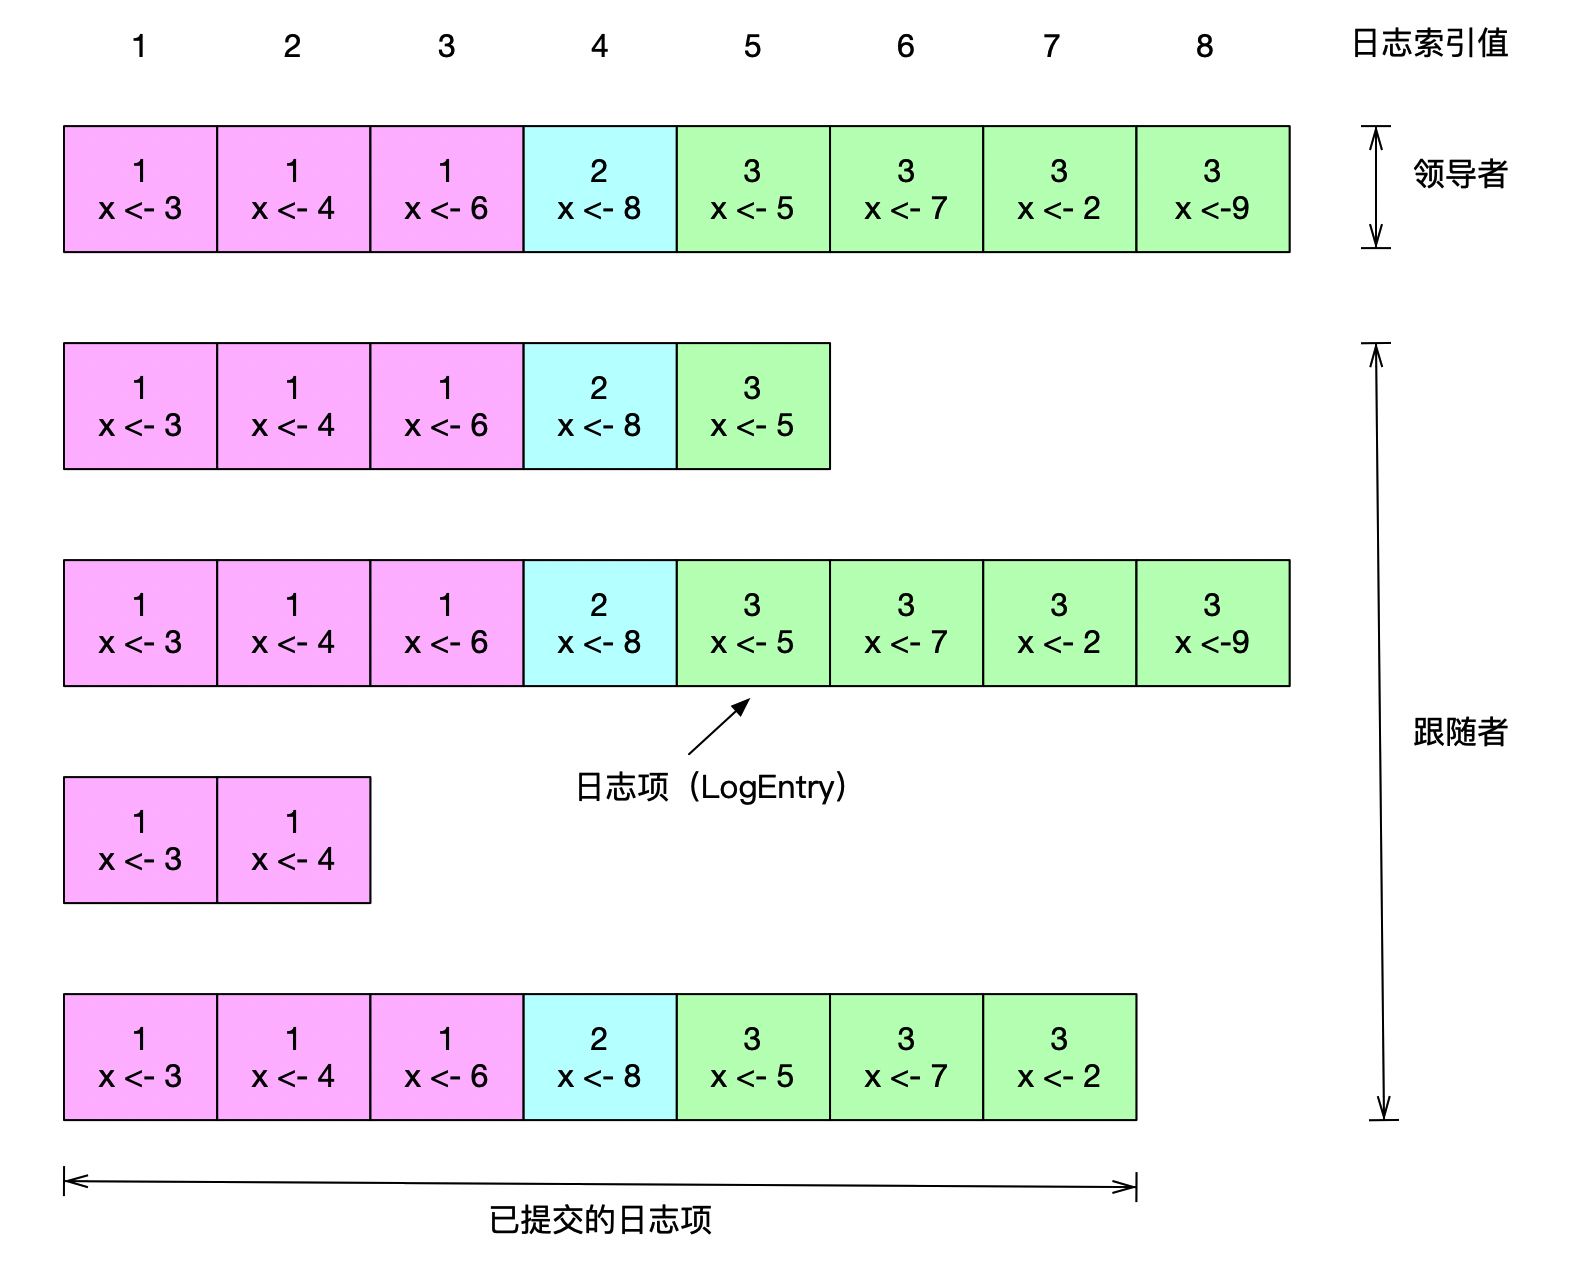 1 2 3 4 5 6 7 8 日志索引值
1 1 1 2 3 3 3 3
x <- 3 x <- 4 x <- 6 x <- 8 x <- 5 x <- 7 x <- 2 x <-9
领导者
1 1 1 2 3
x <- 3 x <- 4 x <- 6 x <- 8 x <- 5
1 1 1 2 3 3 3 3
x <- 3 x <- 4 x <- 6 x <- 8 x <- 5 x <- 7 x <- 2 x <-9
跟随者
日志项（LogEntry）
1 1
x <- 3 x <- 4
1 1 1 2 3 3 3
x <- 3 x <- 4 x <- 6 x <- 8 x <- 5 x <- 7 x <- 2
已提交的日志项